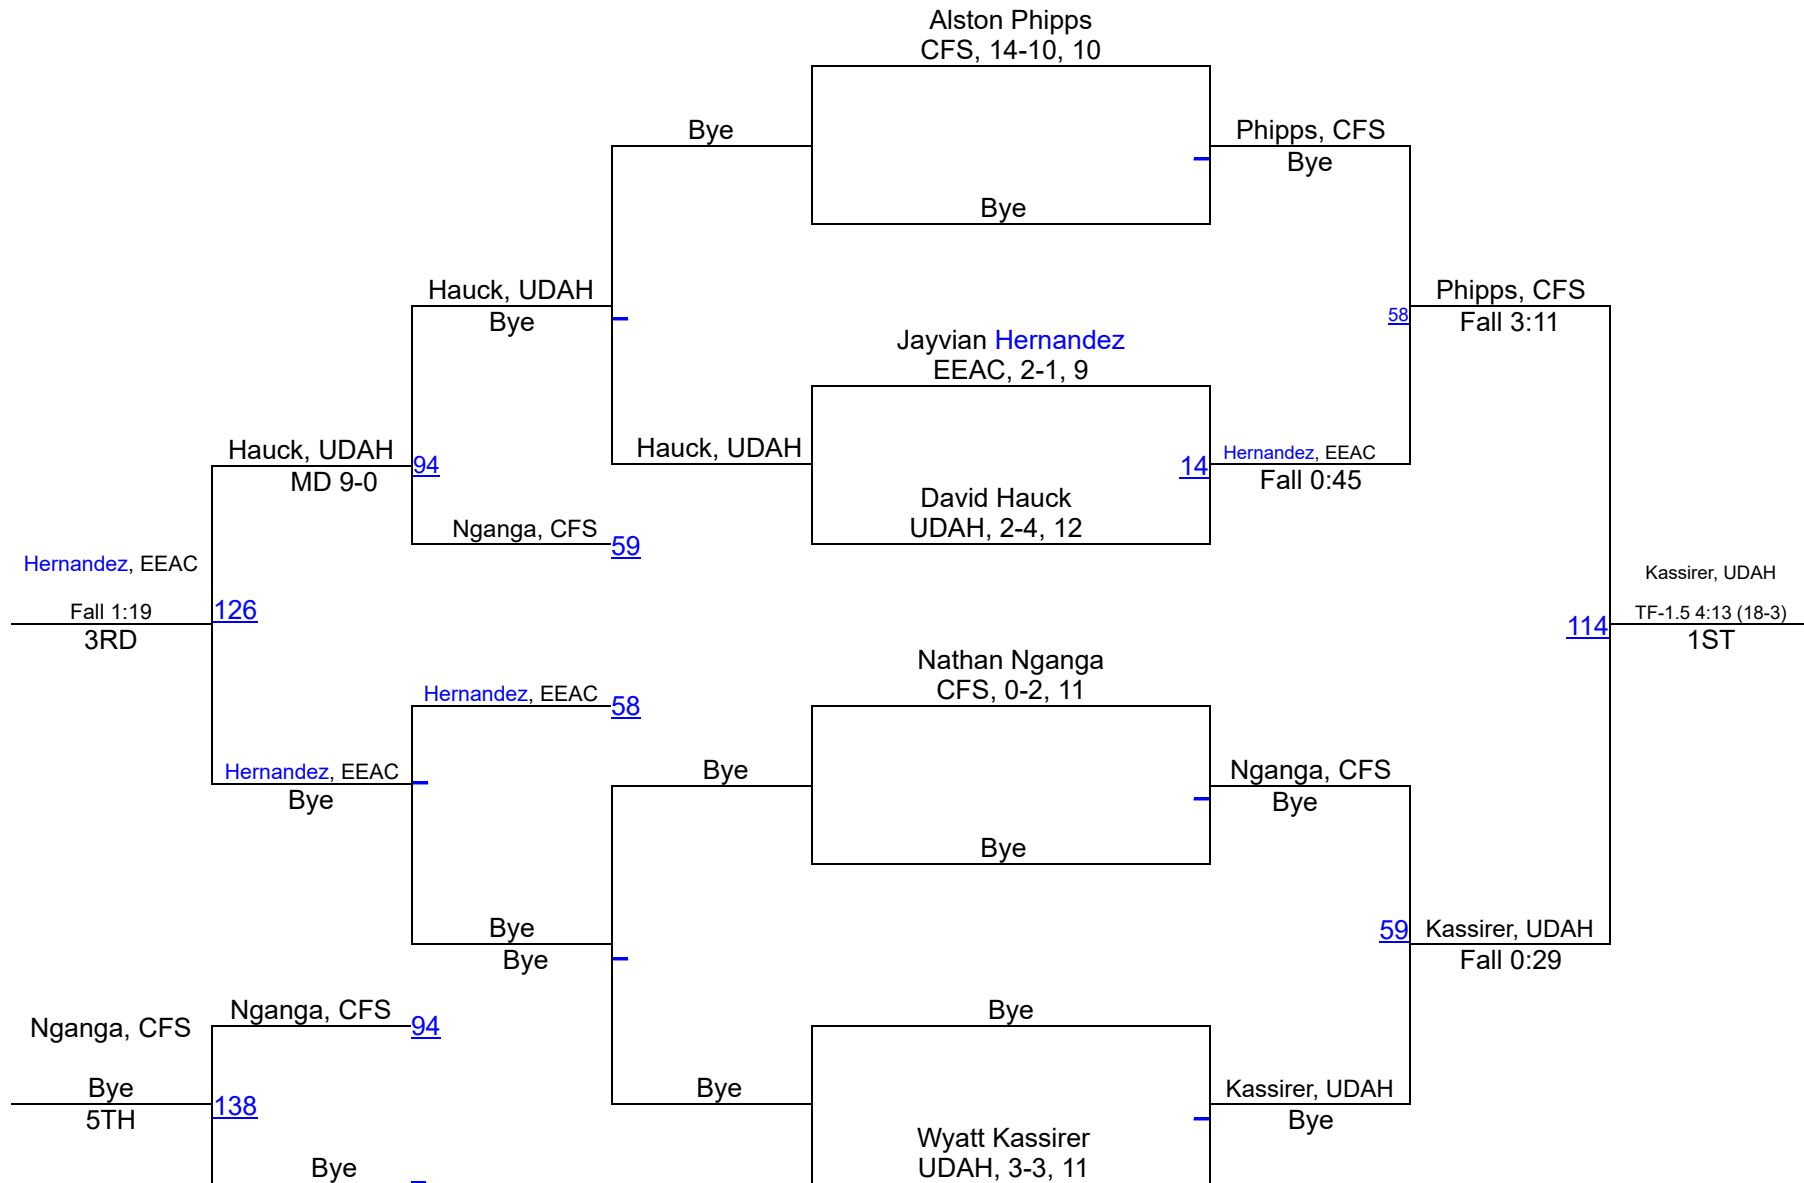 Alston Phipps
CFS, 14-10, 10
Bye
Phipps, CFS
Bye
Bye
Hauck, UDAH
Bye
Phipps, CFS
58
Fall 3:11
Jayvian Hernandez
EEAC, 2-1, 9
Hauck, UDAH
94
MD 9-0
Hauck, UDAH
14
Hernandez, EEAC
Fall 0:45
David Hauck
UDAH, 2-4, 12
Nganga, CFS
59
Hernandez, EEAC
Fall 1:19
126
3RD
Kassirer, UDAH
TF-1.5 4:13 (18-3)
114
1ST
Nathan Nganga
CFS, 0-2, 11
Hernandez, EEAC
58
Hernandez, EEAC
Bye
Bye
Nganga, CFS
Bye
Bye
Bye
Bye
59
Kassirer, UDAH
Fall 0:29
Nganga, CFS
Nganga, CFS
94
Bye
Bye
138
5TH
Bye
Kassirer, UDAH
Bye
Wyatt Kassirer
UDAH, 3-3, 11
Bye